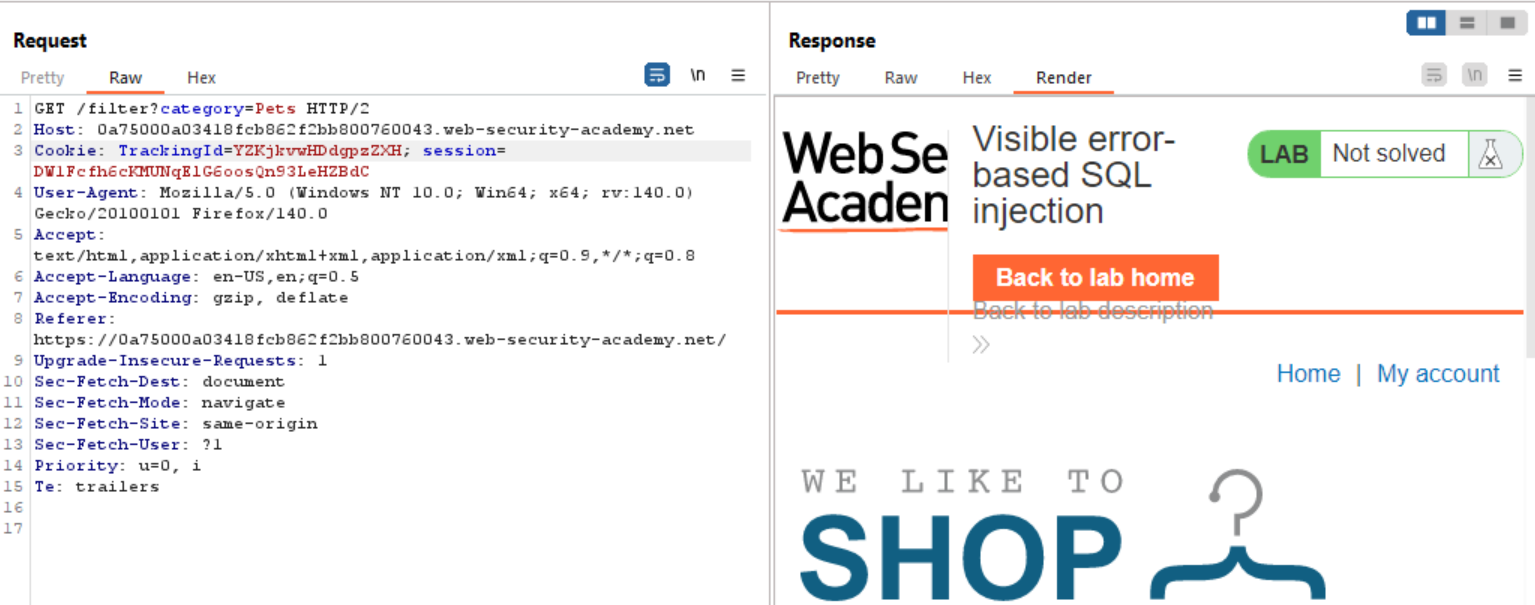 Request
Pretty Raw Hex
\n
1 GET /filter?category=Pets HTTP/2
2 Host: 0a75000a03418fcb862f2bb800760043.web-security-academy.net
3 Cookie: TrackingId=YZKjkvwHDdgpzZXH; session=
DWlFcfh6cKMUNqElG6oosQn93LeHZBdC
4 User-Agent: Mozilla/5.0 (Windows NT 10.0; Win64; x64; rv:140.0)
Gecko/20100101 Firefox/140.0
5 Accept:
text/html,application/xhtml+xml,application/xml;q=0.9,*/*;q=0.8
6 Accept-Language: en-US,en;q=0.5
7 Accept-Encoding: gzip, deflate
8 Referer:
https://0a75000a03418fcb862f2bb800760043.web-security-academy.net/
9 Upgrade-Insecure-Requests: 1
10 Sec-Fetch-Dest: document
11 Sec-Fetch-Mode: navigate
12 Sec-Fetch-Site: same-origin
13 Sec-Fetch-User: ?1
14 Priority: u=0, i
15 Te: trailers
16
17
Response
Pretty Raw Hex Render
\n
Web Se
Academ
Visible error-
based SQL
injection
LAB Not solved
Back to lab home
Back to lab description
Home | My account
WE LIKE TO
SHOP